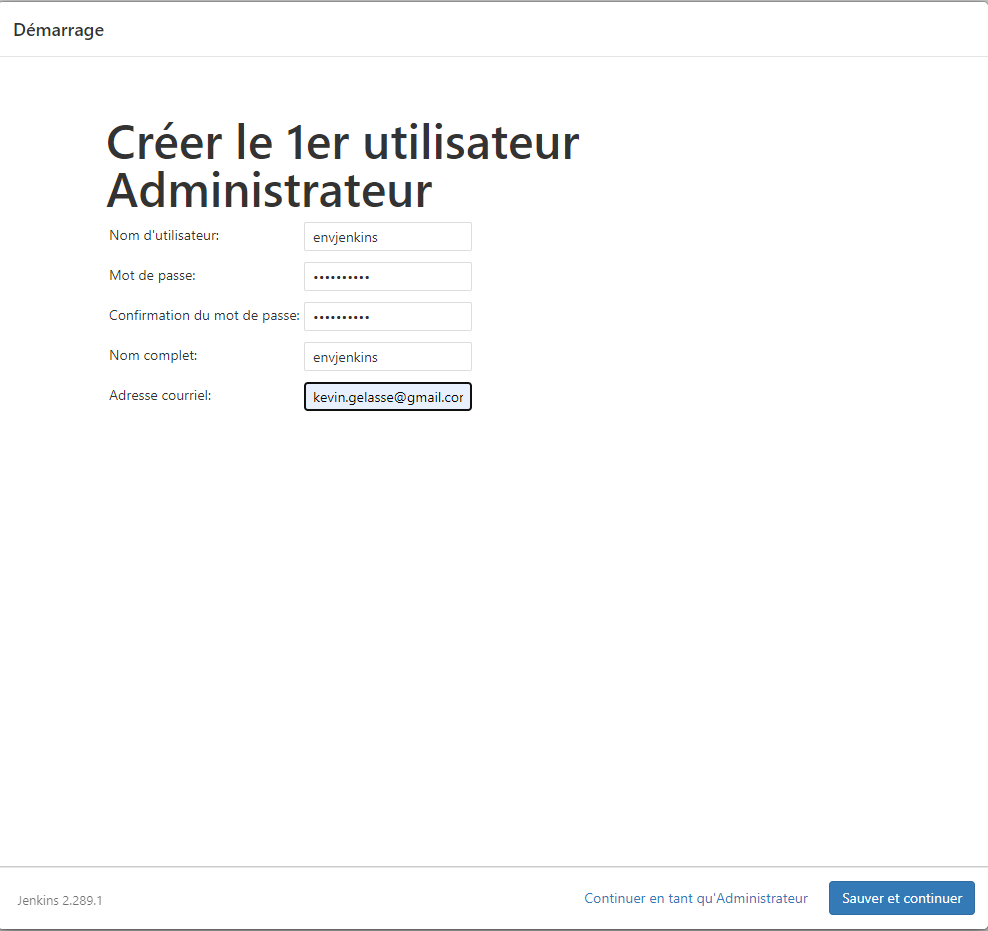 Démarrage
Créer le 1er utilisateur
Administrateur
Nom d'utilisateur: envjenkins
Mot de passe: ••••••••••
Confirmation du mot de passe: ••••••••••
Nom complet: envjenkins
Adresse courriel: kevin.gelasse@gmail.cor
Jenkins 2.289.1 Continuer en tant qu'Administrateur Sauver et continuer